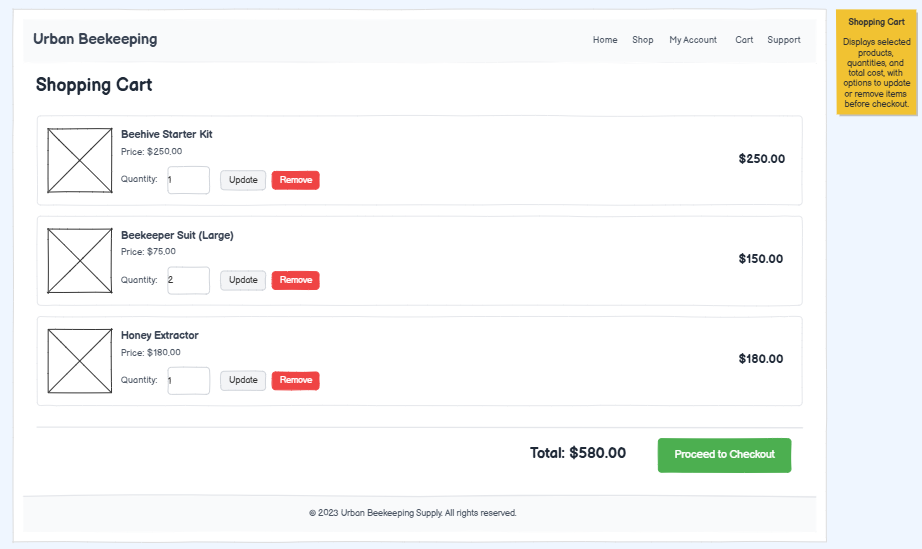 Urban Beekeeping
Home Shop My Account Cart Support
Shopping Cart
Beehive Starter Kit
Price: $250.00
Quantity: 1 Update Remove
$250.00
Beekeeper Suit (Large)
Price: $75.00
Quantity: 2 Update Remove
$150.00
Honey Extractor
Price: $180.00
Quantity: 1 Update Remove
$180.00
Total: $580.00 Proceed to Checkout
© 2023 Urban Beekeeping Supply. All rights reserved.
Shopping Cart
Displays selected
products,
quantities, and
total cost, with
options to update
or remove items
before checkout.